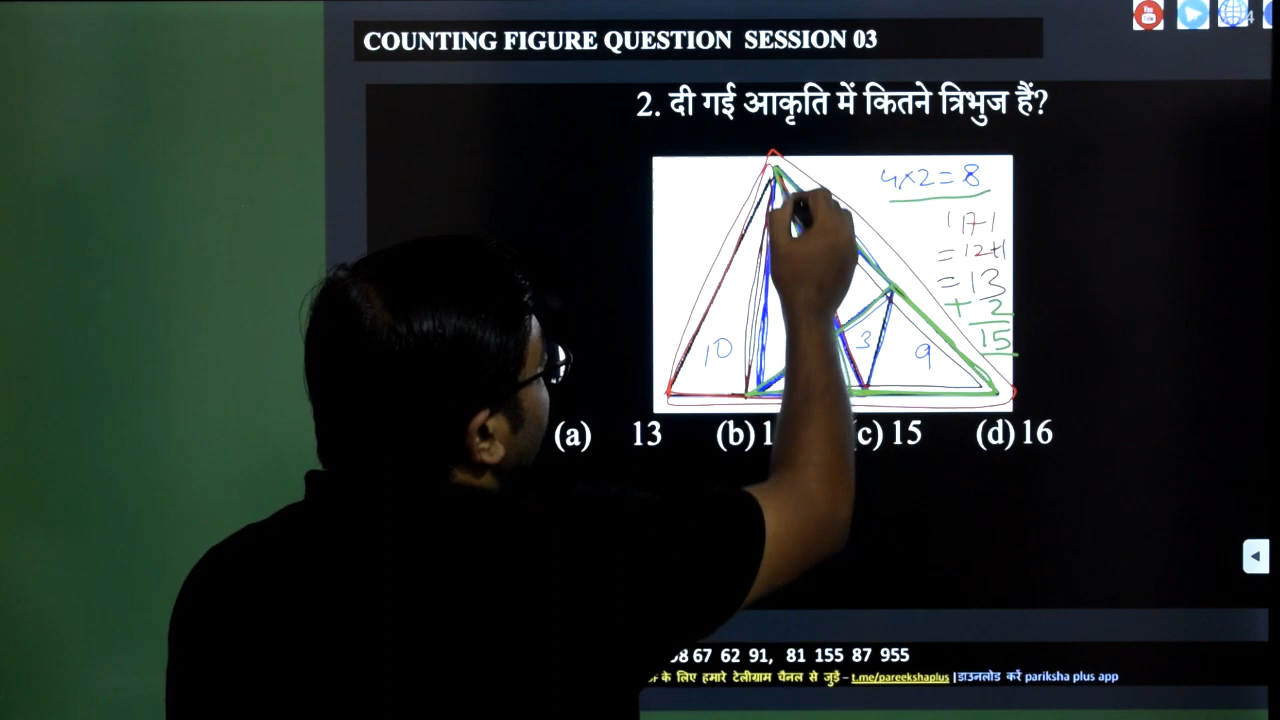 COUNTING FIGURE QUESTION SESSION 03
2. दी गई आकृति में कितने त्रिभुज हैं?
4×2=8
= 12+1
= 13
+ 2
15
10
3
9
(a) 13 (b) 1 (c) 15 (d) 16
67 62 91, 81 155 87 955
के लिए हमारे टेलीग्राम चैनल से जुड़ें – t.me/pareekshaplus | डाउनलोड करें pariksha plus app